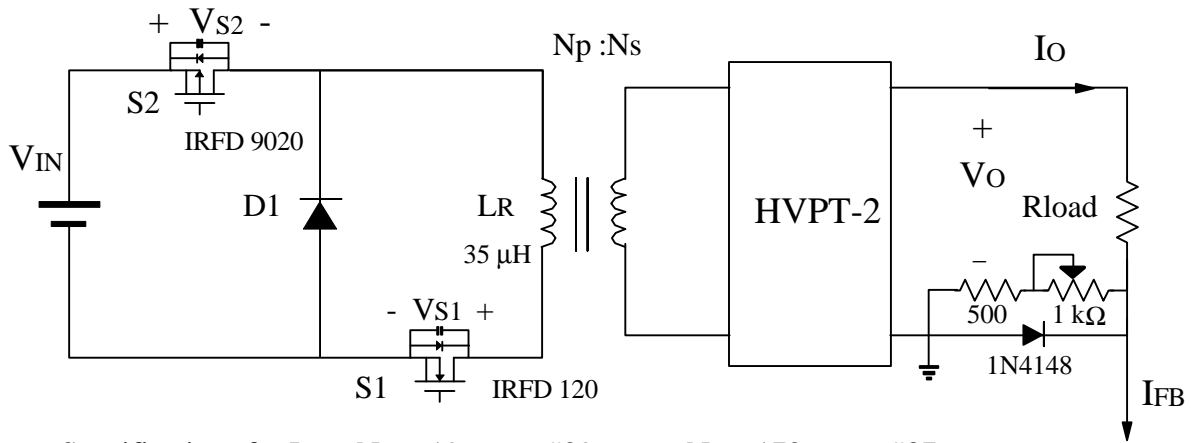 + VS2 -
Np :Ns
IO
S2
IRFD 9020
+
VIN
VO
D1
LR
HVPT-2
Rload
35 µH
−
- VS1 +
500
1 kΩ
1N4148
S1
IRFD 120
IFB